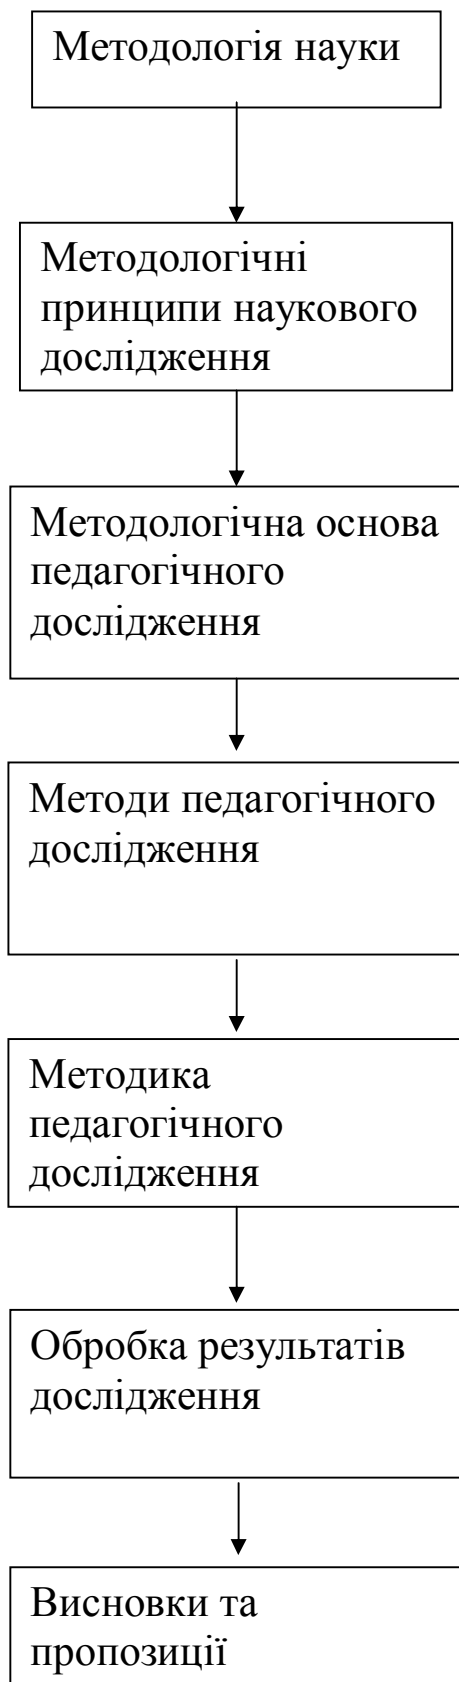 Методологія науки
Методологічні
принципи наукового
дослідження
Методологічна основа
педагогічного
дослідження
Методи педагогічного
дослідження
Методика
педагогічного
дослідження
Обробка результатів
дослідження
Висновки та
пропозиції